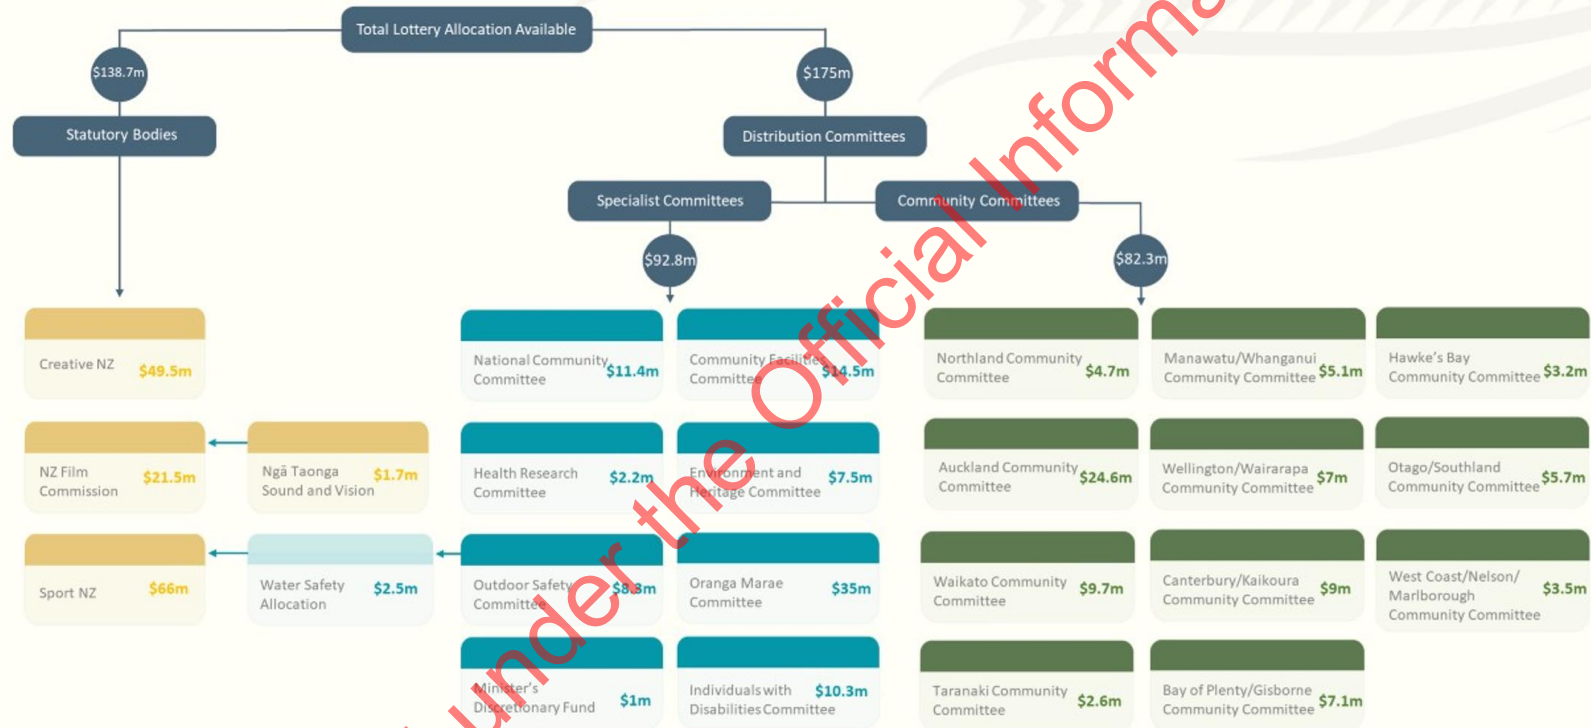 Total Lottery Allocation Available
$138.7m
$175m
Statutory Bodies
Distribution Committees
Specialist Committees
Community Committees
$92.8m
$82.3m
Creative NZ
$49.5m
NZ Film
Commission
$21.5m
Ngā Taonga
Sound and Vision
$1.7m
Sport NZ
$66m
Water Safety
Allocation
$2.5m
National Community
Committee
$11.4m
Community Facilities
Committee
$14.5m
Health Research
Committee
$2.2m
Environment and
Heritage Committee
$7.5m
Outdoor Safety
Committee
$8.3m
Oranga Marae
Committee
$35m
Minister's
Discretionary Fund
$1m
Individuals with
Disabilities Committee
$10.3m
Northland Community
Committee
$4.7m
Manawatu/Whanganui
Community Committee
$5.1m
Hawke's Bay
Community Committee
$3.2m
Auckland Community
Committee
$24.6m
Wellington/Wairarapa
Community Committee
$7m
Otago/Southland
Community Committee
$5.7m
Waikato Community
Committee
$9.7m
Canterbury/Kaikoura
Community Committee
$9m
West Coast/Nelson/
Marlborough
Community Committee
$3.5m
Taranaki Community
Committee
$2.6m
Bay of Plenty/Gisborne
Community Committee
$7.1m
under the Official Informa